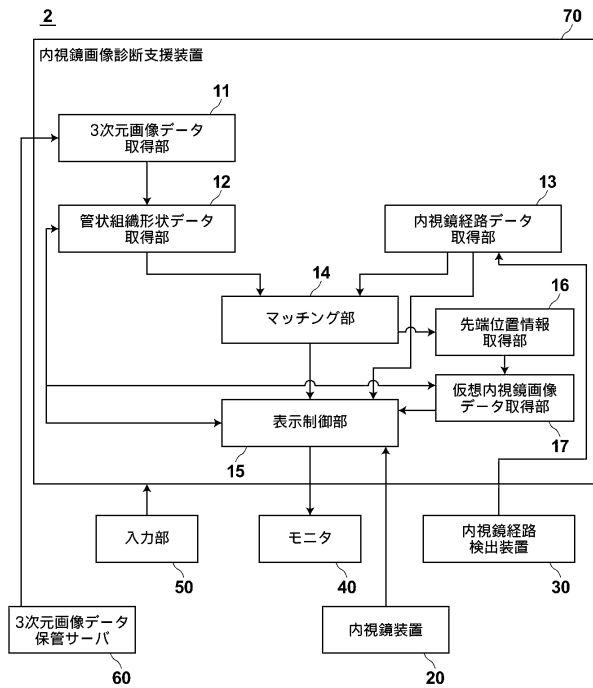 2
70
内視鏡画像診断支援装置
11
3次元画像データ
取得部
12
管状組織形状データ
取得部
13
内視鏡経路データ
取得部
14
マッチング部
16
先端位置情報
取得部
仮想内視鏡画像
データ取得部
17
表示制御部
15
入力部
50
モニタ
40
内視鏡経路
検出装置
30
3次元画像データ
保管サーバ
60
内視鏡装置
20